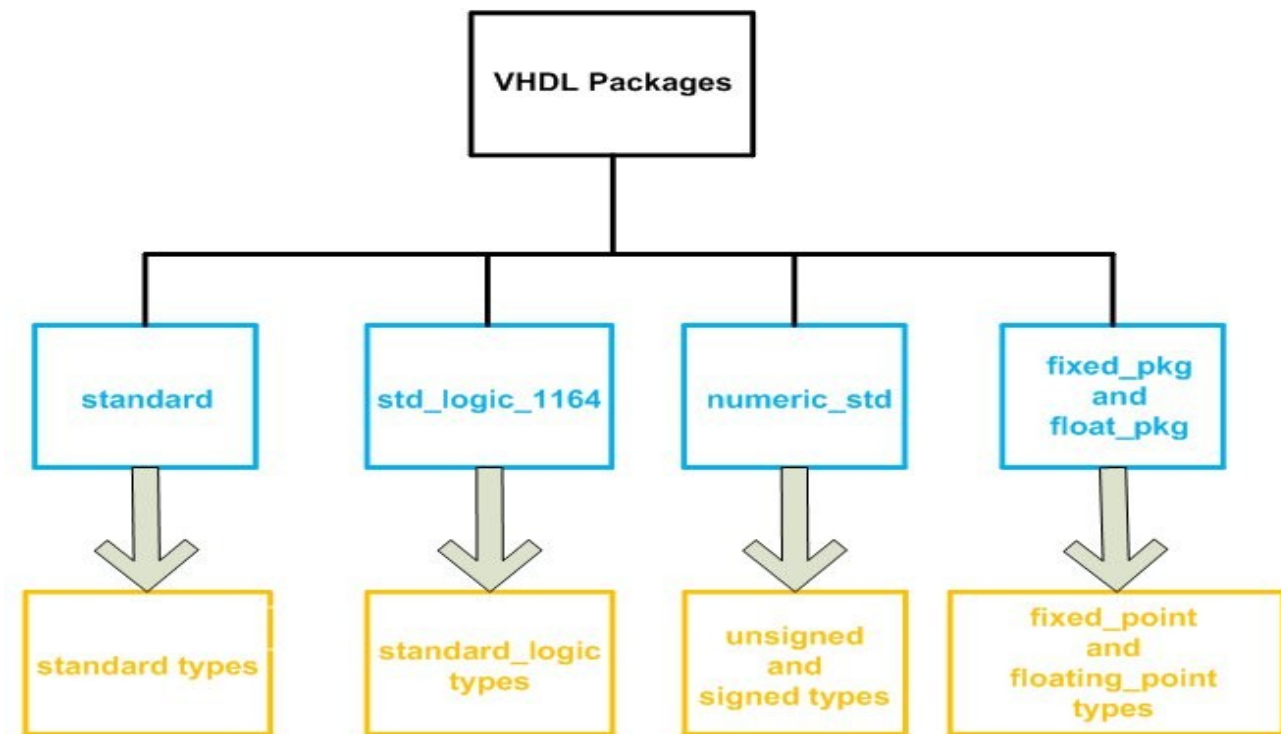 VHDL Packages
standard
std_logic_1164
numeric_std
fixed_pkg
and
float_pkg
standard types
standard_logic
types
unsigned
and
signed types
fixed_point
and
floating_point
types